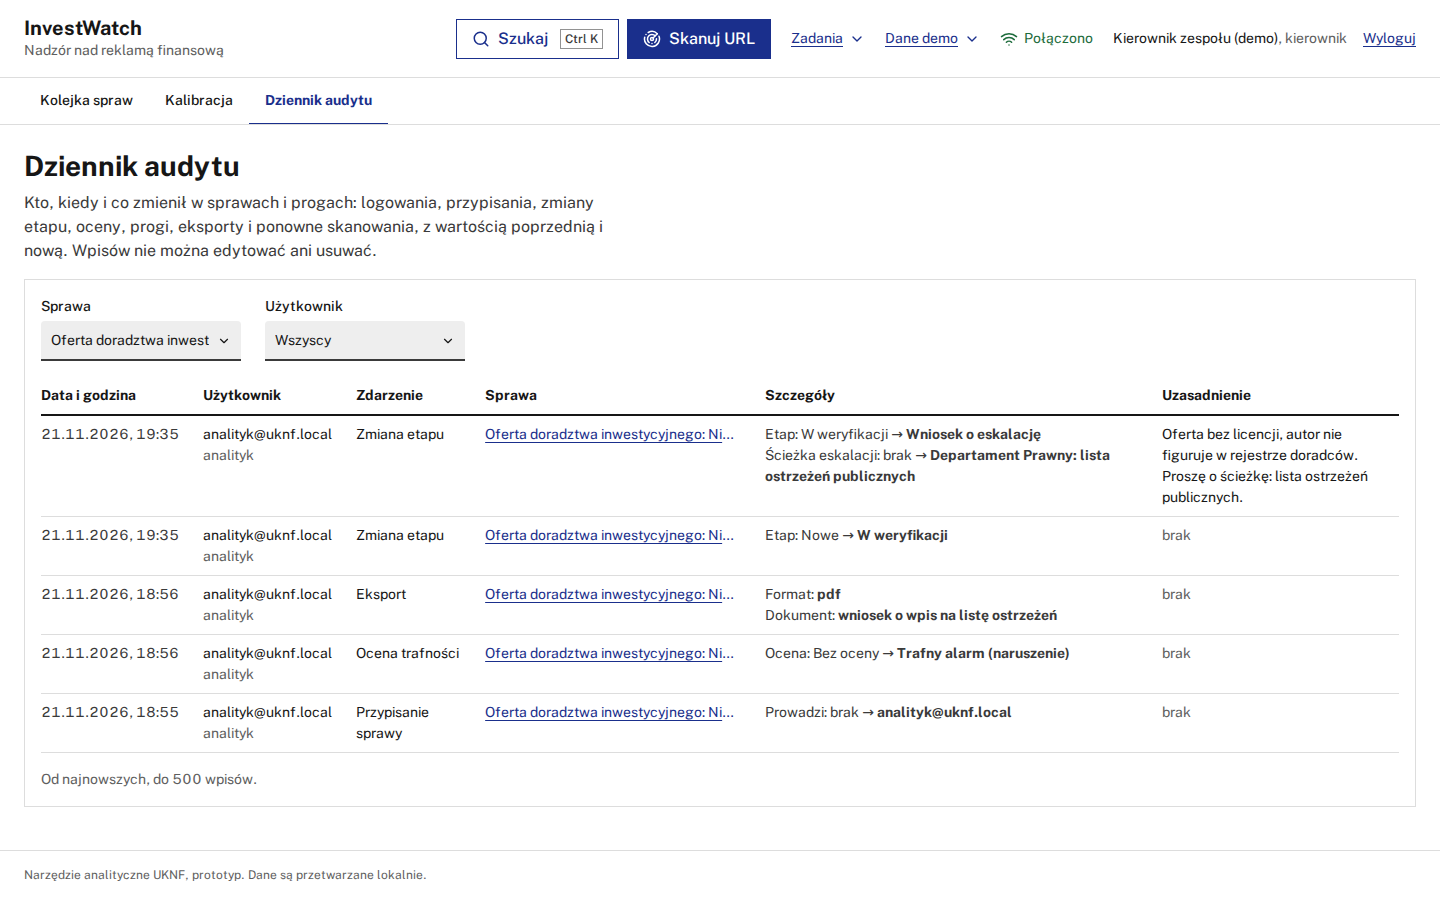 InvestWatch
Nadzór nad reklamą finansową
Szukaj Ctrl K
Skanuj URL
Zadania
Dane demo
Połączono
Kierownik zespołu (demo), kierownik
Wyloguj
Kolejka spraw
Kalibracja
Dziennik audytu
Dziennik audytu
Kto, kiedy i co zmienił w sprawach i progach: logowania, przypisania, zmiany
etapu, oceny, progi, eksporty i ponowne skanowania, z wartością poprzednią i
nową. Wpisów nie można edytować ani usuwać.
Sprawa
Użytkownik
Oferta doradztwa inwest
Wszyscy
Data i godzina Użytkownik Zdarzenie Sprawa Szczegóły Uzasadnienie
21.11.2026, 19:35 analityk@uknf.local Zmiana etapu Oferta doradztwa inwestycyjnego: Ni... Etap: W weryfikacji → Wniosek o eskalację Oferta bez licencji, autor nie
analityk Ścieżka eskalacji: brak → Departament Prawny: lista figuruje w rejestrze doradców.
ostrzeżeń publicznych Proszę o ścieżkę: lista ostrzeżeń
publicznych.
21.11.2026, 19:35 analityk@uknf.local Zmiana etapu Oferta doradztwa inwestycyjnego: Ni... Etap: Nowe → W weryfikacji brak
analityk
21.11.2026, 18:56 analityk@uknf.local Eksport Oferta doradztwa inwestycyjnego: Ni... Format: pdf brak
analityk Dokument: wniosek o wpis na listę ostrzeżeń
21.11.2026, 18:56 analityk@uknf.local Ocena trafności Oferta doradztwa inwestycyjnego: Ni... Ocena: Bez oceny → Trafny alarm (naruszenie) brak
analityk
21.11.2026, 18:55 analityk@uknf.local Przypisanie Oferta doradztwa inwestycyjnego: Ni... Prowadzi: brak → analityk@uknf.local brak
analityk sprawy
Od najnowszych, do 500 wpisów.
Narzędzie analityczne UKNF, prototyp. Dane są przetwarzane lokalnie.